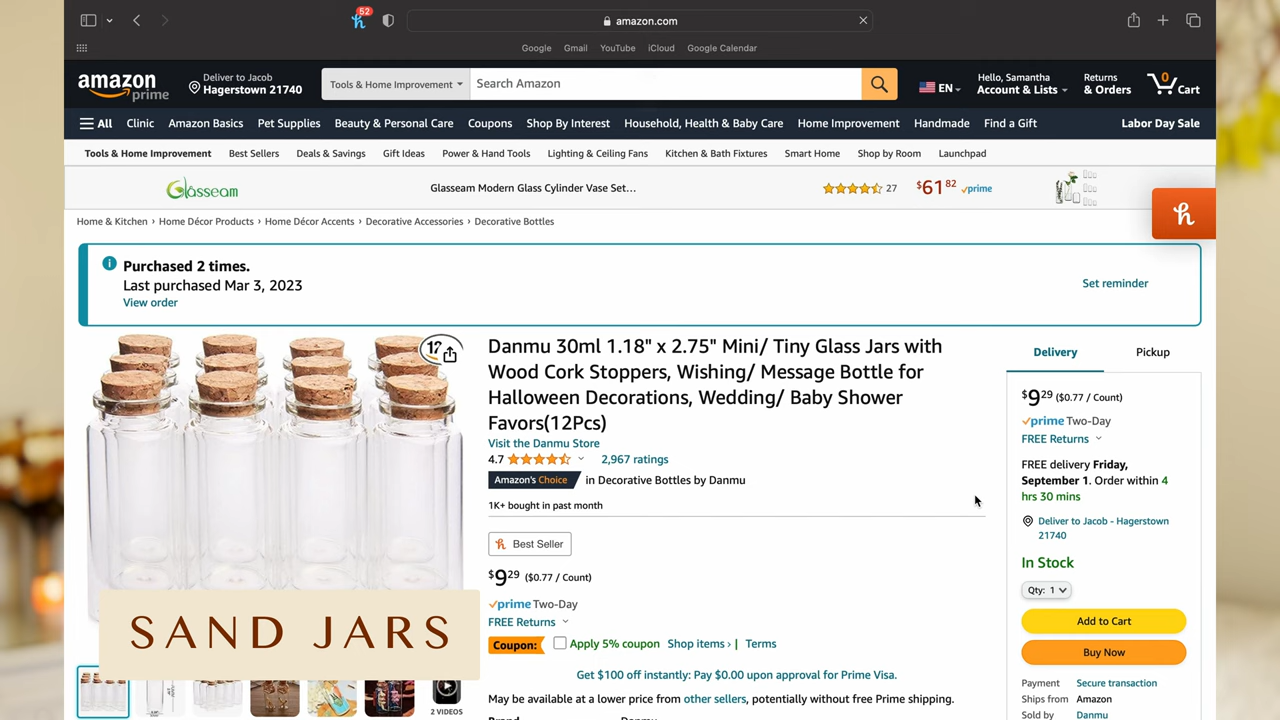 52
amazon.com
Google Gmail YouTube iCloud Google Calendar
amazon
prime
Deliver to Jacob
Hagerstown 21740
Tools & Home Improvement
Search Amazon
EN
Hello, Samantha
Account & Lists
Returns
& Orders
0
Cart
All Clinic Amazon Basics Pet Supplies Beauty & Personal Care Coupons Shop By Interest Household, Health & Baby Care Home Improvement Handmade Find a Gift Labor Day Sale
Tools & Home Improvement Best Sellers Deals & Savings Gift Ideas Power & Hand Tools Lighting & Ceiling Fans Kitchen & Bath Fixtures Smart Home Shop by Room Launchpad
Glasseam
Glasseam Modern Glass Cylinder Vase Set...
27
$61 82 prime
h
Home & Kitchen › Home Décor Products › Home Décor Accents › Decorative Accessories › Decorative Bottles
Purchased 2 times.
Last purchased Mar 3, 2023
View order
Set reminder
Danmu 30ml 1.18" x 2.75" Mini/ Tiny Glass Jars with
Wood Cork Stoppers, Wishing/ Message Bottle for
Halloween Decorations, Wedding/ Baby Shower
Favors(12Pcs)
Visit the Danmu Store
4.7
2,967 ratings
Amazon's Choice in Decorative Bottles by Danmu
1K+ bought in past month
h Best Seller
$9 29 ($0.77 / Count)
prime Two-Day
FREE Returns
Coupon: Apply 5% coupon Shop items › | Terms
Get $100 off instantly: Pay $0.00 upon approval for Prime Visa.
May be available at a lower price from other sellers, potentially without free Prime shipping.
Brand Danmu
SAND JARS
2 VIDEOS
Delivery Pickup
$9 29 ($0.77 / Count)
prime Two-Day
FREE Returns
FREE delivery Friday,
September 1. Order within 4
hrs 30 mins
Deliver to Jacob - Hagerstown
21740
In Stock
Qty: 1
Add to Cart
Buy Now
Payment Secure transaction
Ships from Amazon
Sold by Danmu